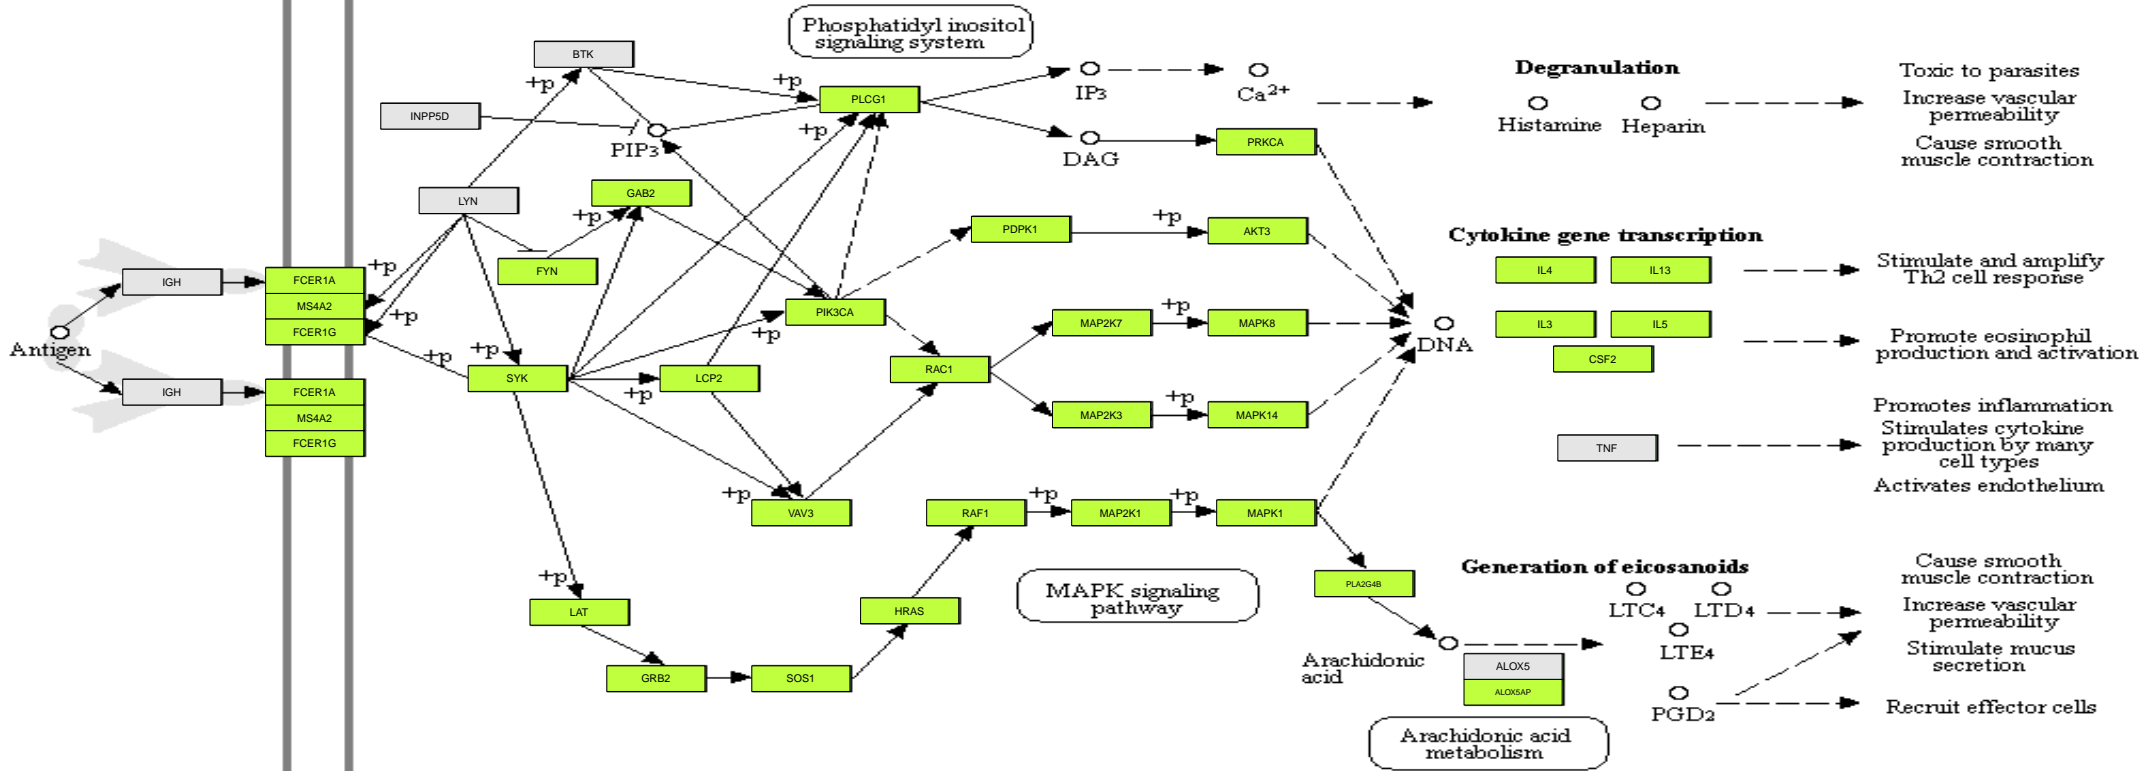 Phosphatidyl inositol
signaling system
BTK
+p
+p
IP3
Ca2+
Degranulation
Toxic to parasites
INPP5D
PLCG1
+p
Histamine
Heparin
Increase vascular
permeability
PIP3
DAG
PRKCA
Cause smooth
muscle contraction
LYN
GAB2
+p
PDPK1
+p
AKT3
Cytokine gene transcription
IGH
FCER1A
MS4A2
FCER1G
+p
+p
FYN
IL4
IL13
Stimulate and amplify
Th2 cell response
Antigen
PIK3CA
+p
MAP2K7
+p
MAPK8
DNA
IL3
IL5
CSF2
Promote eosinophil
production and activation
+p
+p
SYK
+p
LCP2
RAC1
IGH
FCER1A
MS4A2
FCER1G
MAP2K3
+p
MAPK14
TNF
Promotes inflammation
Stimulates cytokine
production by many
cell types
Activates endothelium
+p
VAV3
RAF1
+p
MAP2K1
+p
MAPK1
+p
LAT
HRAS
MAPK signaling
pathway
PLA2G4B
Generation of eicosanoids
LTC4
LTD4
LTE4
Cause smooth
muscle contraction
Increase vascular
permeability
Stimulate mucus
secretion
GRB2
SOS1
Arachidonic
acid
ALOX5
ALOX5AP
PGD2
Recruit effector cells
Arachidonic acid
metabolism